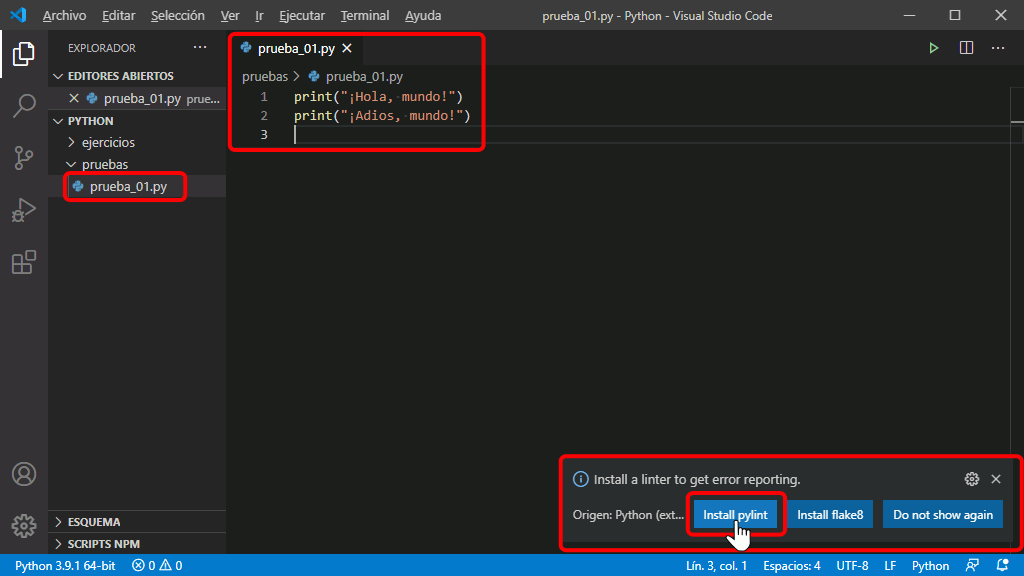 Archivo Editar Selección Ver Ir Ejecutar Terminal Ayuda prueba_01.py - Python - Visual Studio Code
EXPLORADOR
EDITORES ABIERTOS
prueba_01.py prue...
PYTHON
ejercicios
pruebas
prueba_01.py
ESQUEMA
SCRIPTS NPM
prueba_01.py
pruebas > prueba_01.py
1 print("¡Hola, mundo!")
2 print("¡Adios, mundo!")
3
Install a linter to get error reporting.
Origen: Python (ext... Install pylint Install flake8 Do not show again
Python 3.9.1 64-bit 0 0 Lín. 3, col. 1 Espacios: 4 UTF-8 LF Python